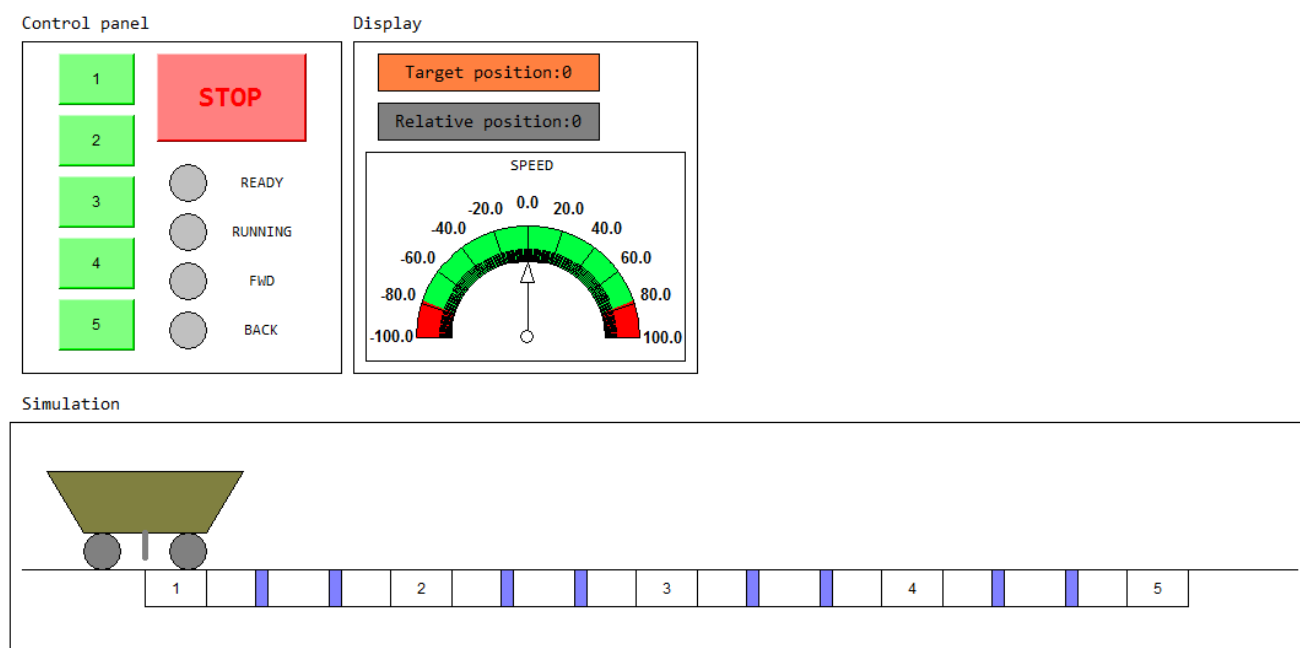 Control panel
1
2
3
4
5
STOP
READY
RUNNING
FWD
BACK
Display
Target position:0
Relative position:0
SPEED
-100.0
-80.0
-60.0
-40.0
-20.0
0.0
20.0
40.0
60.0
80.0
100.0
Simulation
1 2 3 4 5